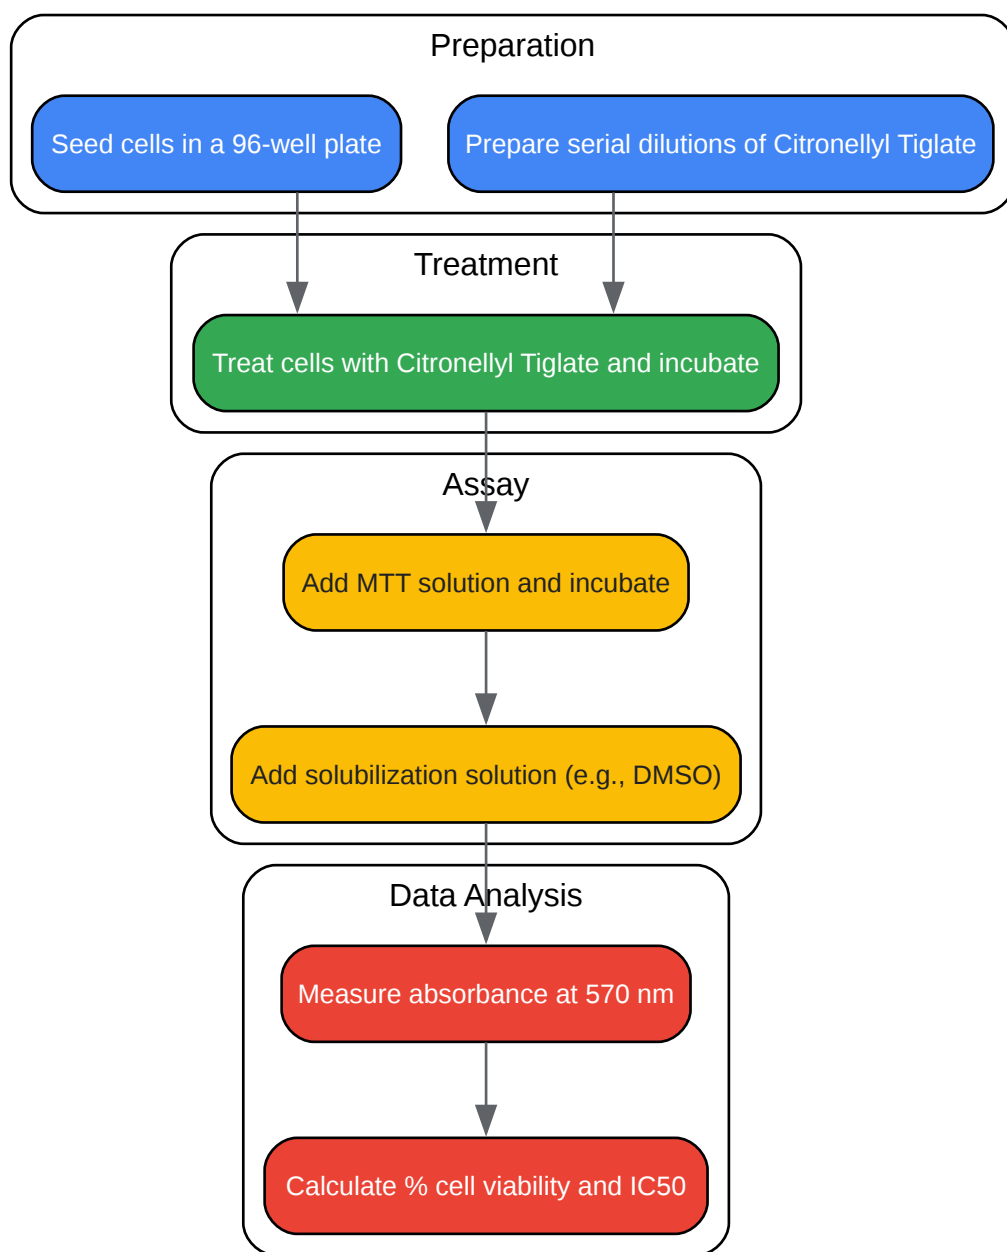 Preparation
Seed cells in a 96-well plate
Prepare serial dilutions of Citronellyl Tiglate
Treatment
Treat cells with Citronellyl Tiglate and incubate
Assay
Add MTT solution and incubate
Add solubilization solution (e.g., DMSO)
Data Analysis
Measure absorbance at 570 nm
Calculate % cell viability and IC50